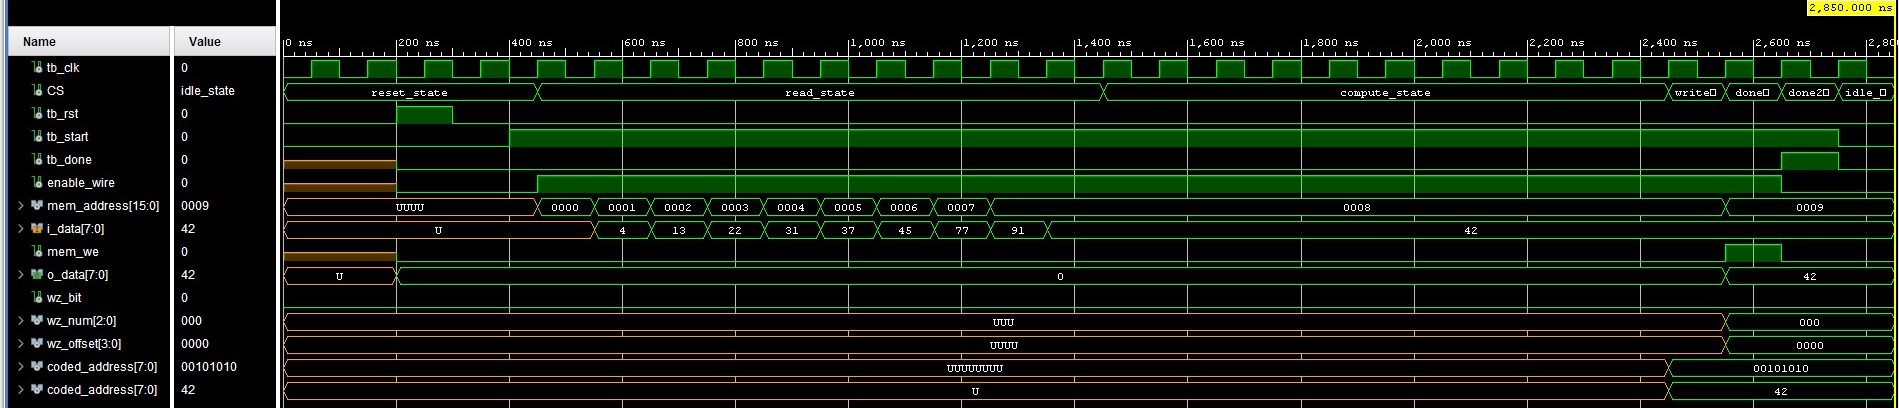 2,850.000 ns
Name Value 0 ns 200 ns 400 ns 600 ns 800 ns 1,000 ns 1,200 ns 1,400 ns 1,600 ns 1,800 ns 2,000 ns 2,200 ns 2,400 ns 2,600 ns 2,80
tb_clk 0
CS idle_state reset_state read_state compute_state write done done2 idle_
tb_rst 0
tb_start 0
tb_done 0
enable_wire 0
mem_address[15:0] 0009 UUUU 0000 0001 0002 0003 0004 0005 0006 0007 0008 0009
i_data[7:0] 42 U 4 13 22 31 37 45 77 91 42
mem_we 0
o_data[7:0] 42 U 0 42
wz_bit 0
wz_num[2:0] 000 UUU 000
wz_offset[3:0] 0000 UUUU 0000
coded_address[7:0] 00101010 UUUUUUUU 00101010
coded_address[7:0] 42 U 42